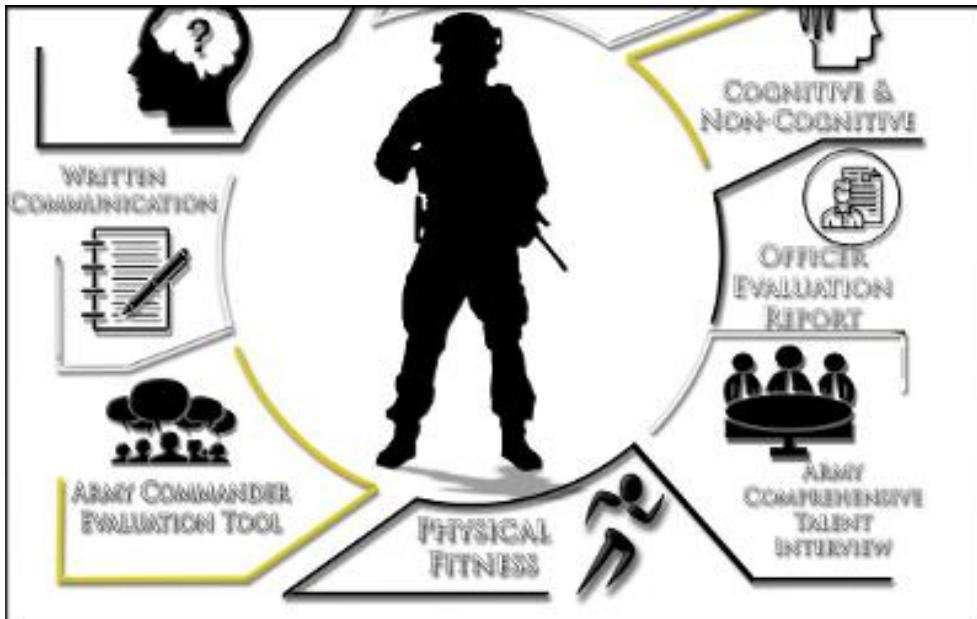 COGNITIVE &
NON-COGNITIVE
WRITTEN
COMMUNICATION
OFFICER
EVALUATION
REPORT
ARMY COMMANDER
EVALUATION TOOL
ARMY
COMPREHENSIVE
TALENT
INTERVIEW
PHYSICAL
FITNESS
?